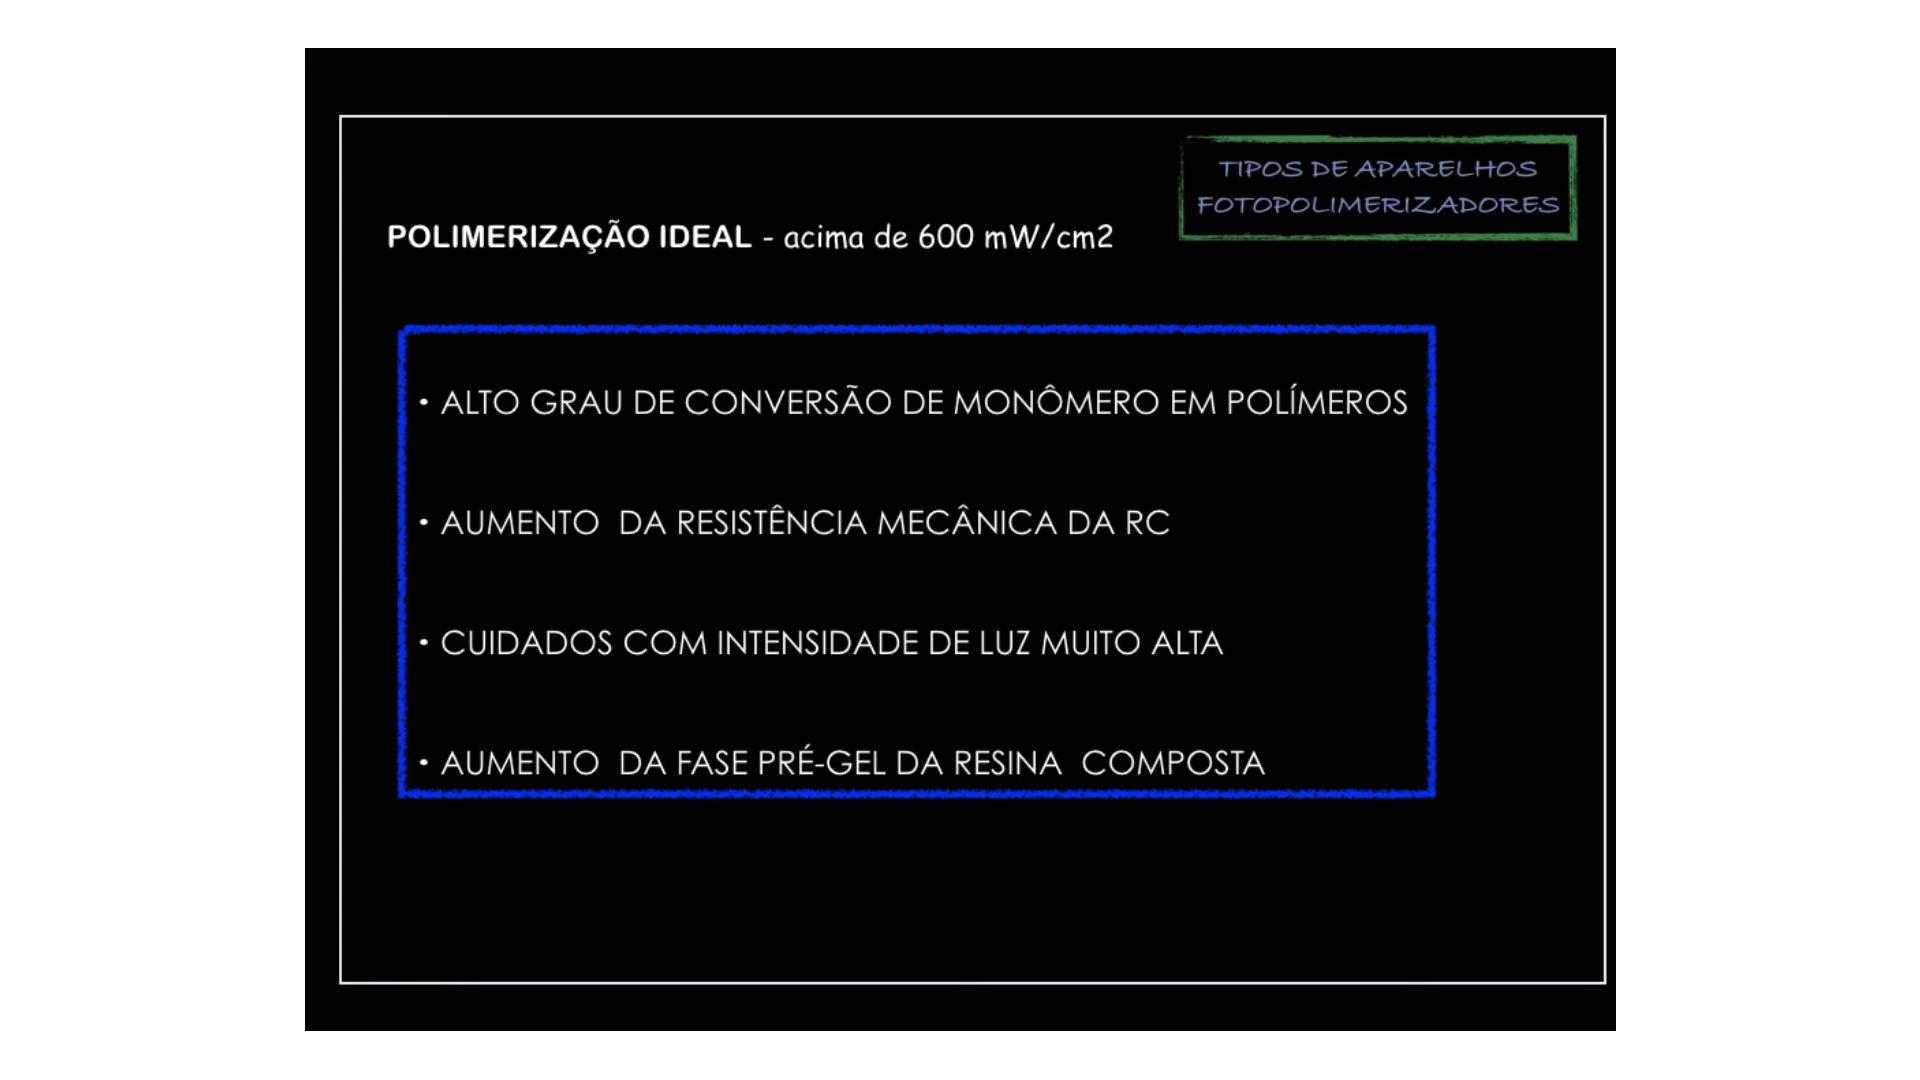 TIPOS DE APARELHOS
FOTOPOLIMERIZADORES
POLIMERIZAÇÃO IDEAL - acima de 600 mW/cm2
• ALTO GRAU DE CONVERSÃO DE MONÔMERO EM POLÍMEROS
• AUMENTO DA RESISTÊNCIA MECÂNICA DA RC
• CUIDADOS COM INTENSIDADE DE LUZ MUITO ALTA
• AUMENTO DA FASE PRÉ-GEL DA RESINA COMPOSTA